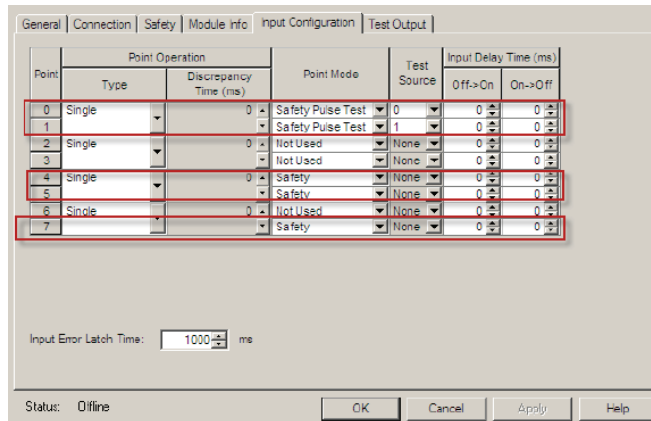 General Connection Safety Module Info Input Configuration Test Output
Point Point Operation Point Mode Test Source Input Delay Time (ms)
Type Discrepancy Time (ms) Off->On On->Off
0 Single 0 Safety Pulse Test 0 0 0
1 Safety Pulse Test 1 0 0
2 Single 0 Not Used None 0 0
3 Not Used None 0 0
4 Single 0 Safety None 0 0
5 Safety None 0 0
6 Single 0 Not Used None 0 0
7 Safety None 0 0
Input Error Latch Time: 1000 ms
Status: Offline OK Cancel Apply Help